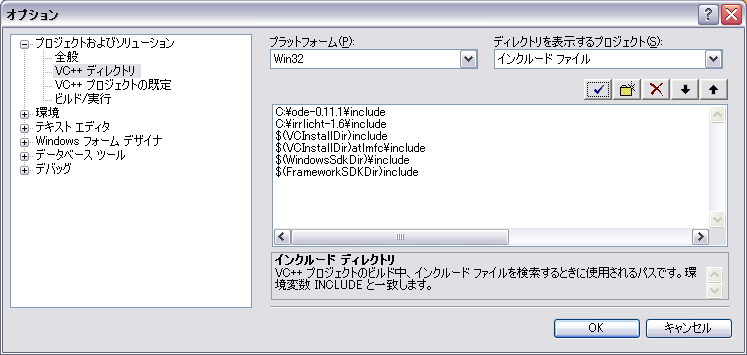 オプション
プロジェクトおよびソリューション
全般
VC++ ディレクトリ
VC++ プロジェクトの既定
ビルド/実行
環境
テキスト エディタ
Windows フォーム デザイナ
データベース ツール
デバッグ
プラットフォーム(P):
Win32
ディレクトリを表示するプロジェクト(S):
インクルード ファイル
C:¥ode-0.11.1¥include
C:¥irrlicht-1.6¥include
$(VCInstallDir)include
$(VCInstallDir)atlmfc¥include
$(WindowsSdkDir)¥include
$(FrameworkSDKDir)include
インクルード ディレクトリ
VC++ プロジェクトのビルド中、インクルード ファイルを検索するときに使用されるパスです。環
境変数 INCLUDE と一致します。
OK
キャンセル